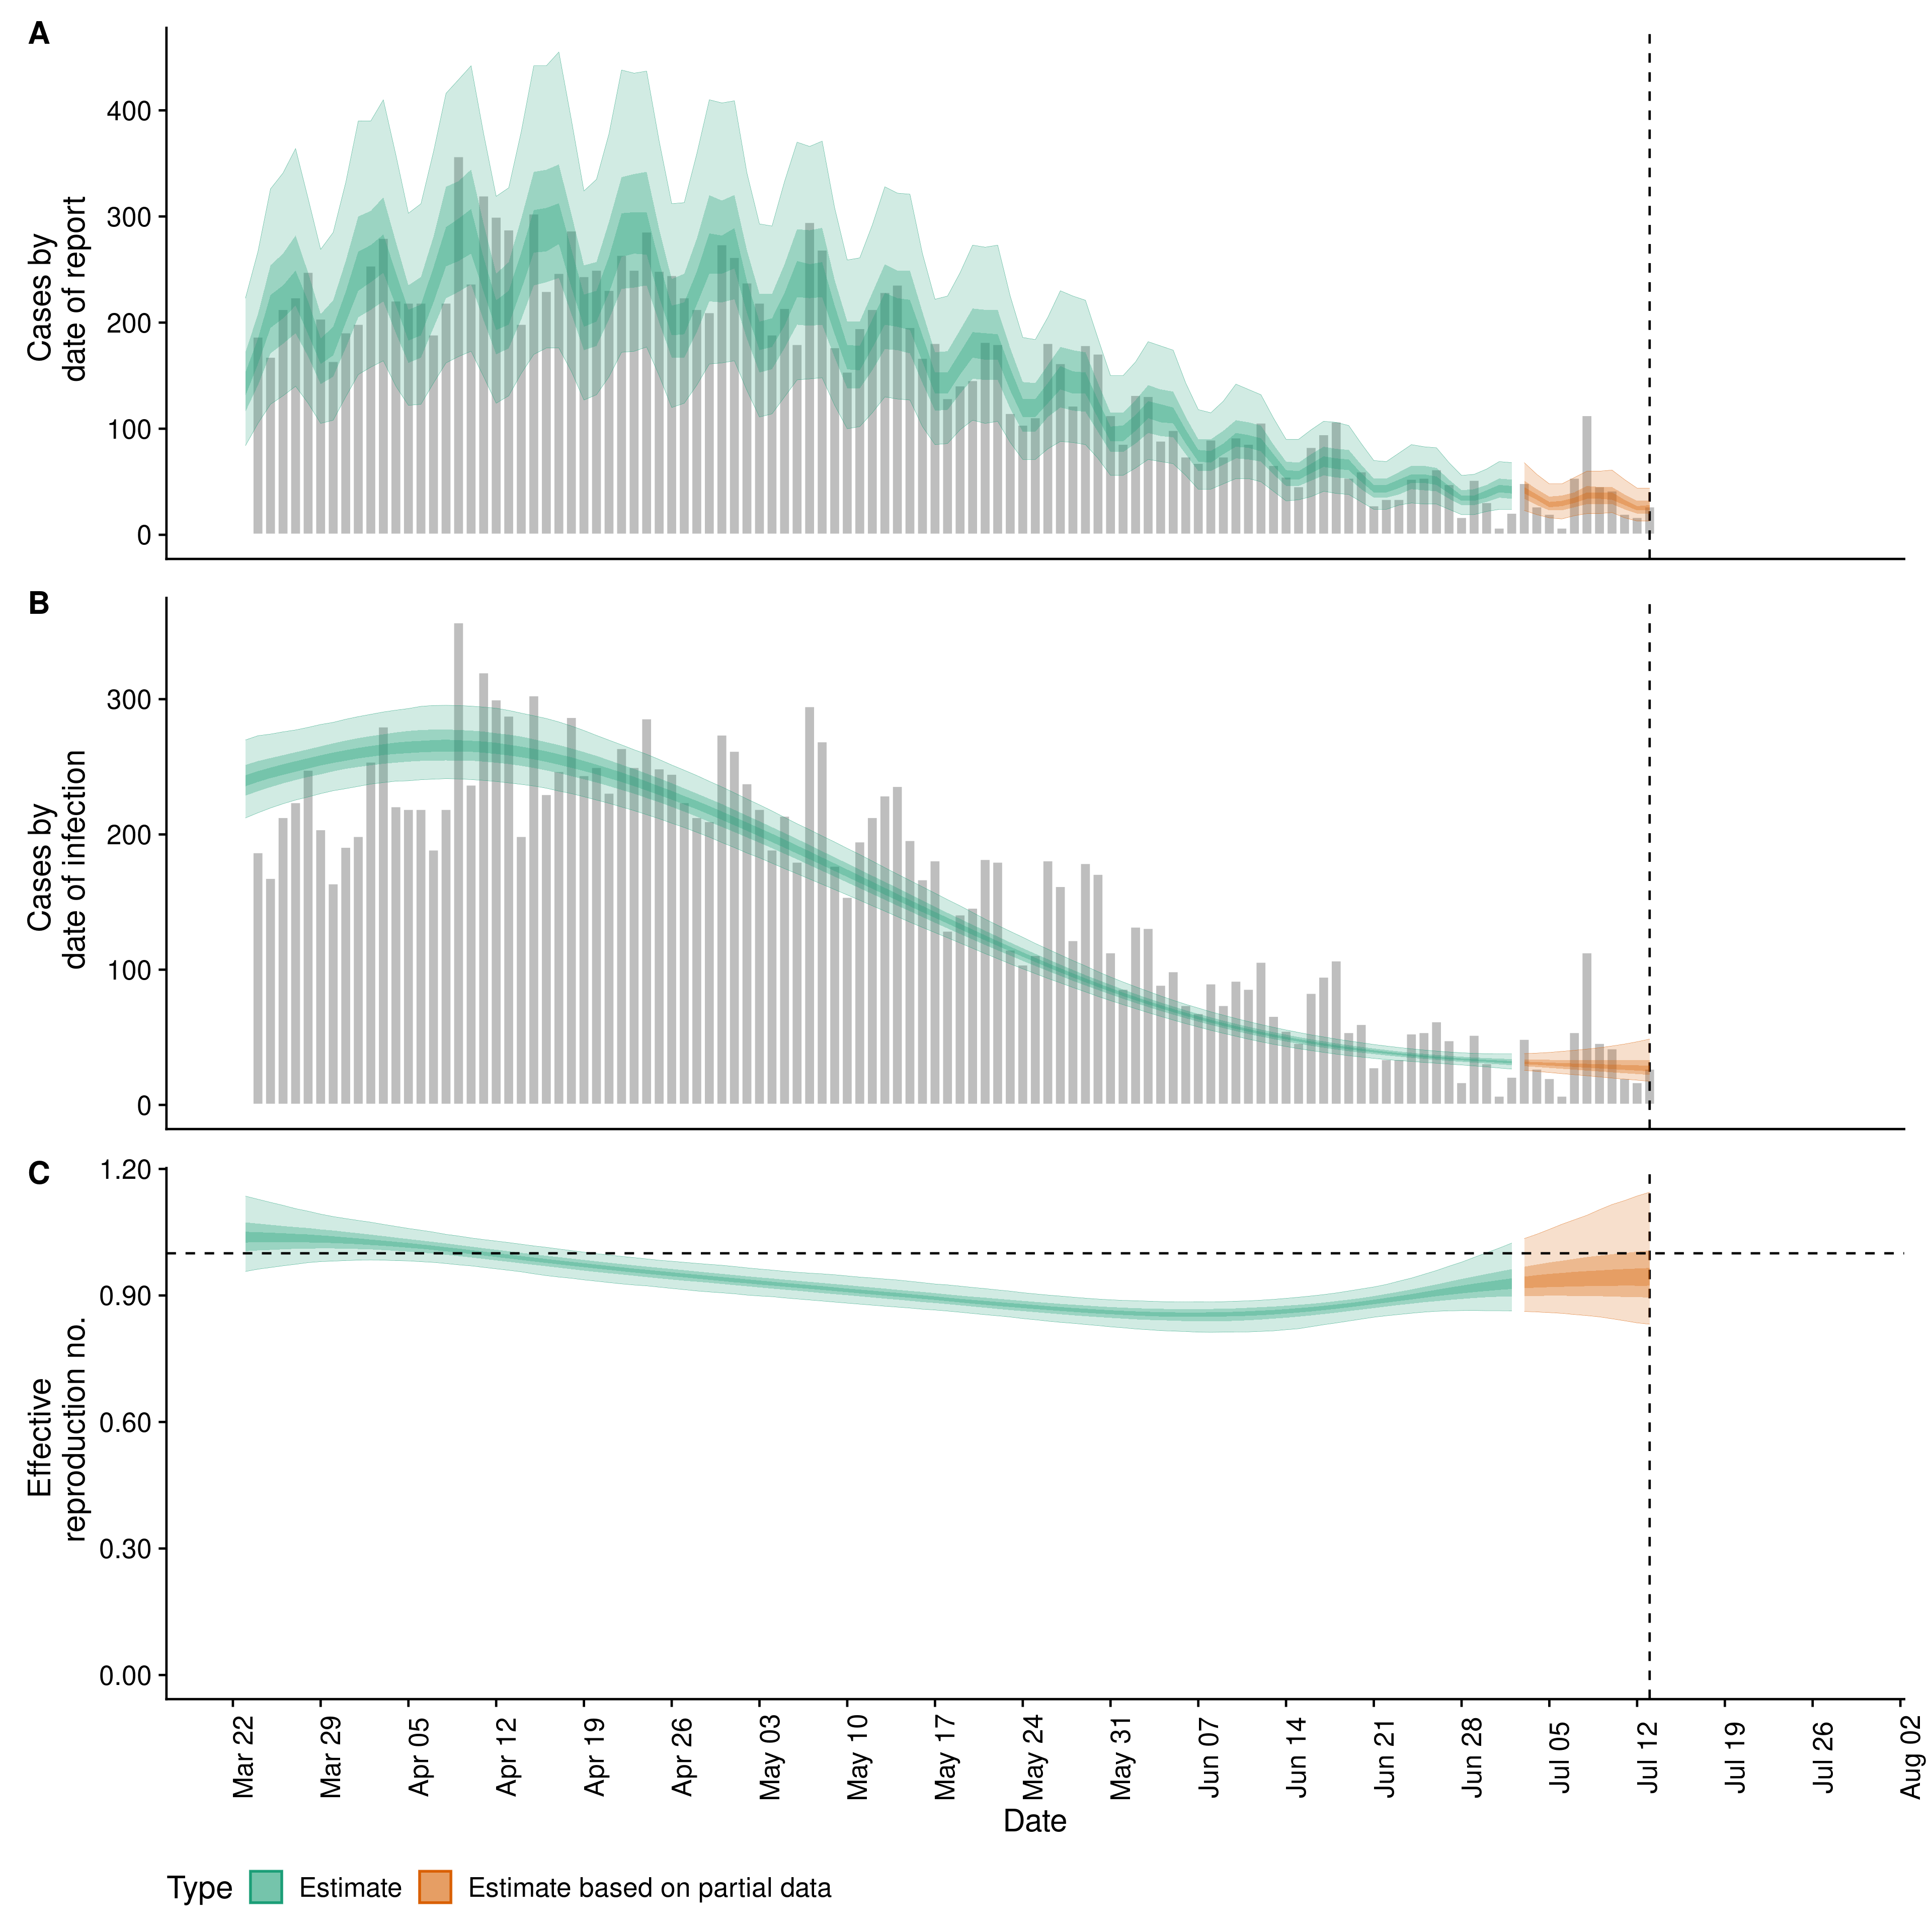 A
Cases by
date of report
400
300
200
100
0
B
Cases by
date of infection
300
200
100
0
C
Effective
reproduction no.
1.20
0.90
0.60
0.30
0.00
Mar 22
Mar 29
Apr 05
Apr 12
Apr 19
Apr 26
May 03
May 10
May 17
May 24
May 31
Jun 07
Jun 14
Jun 21
Jun 28
Jul 05
Jul 12
Jul 19
Jul 26
Aug 02
Date
Type Estimate Estimate based on partial data